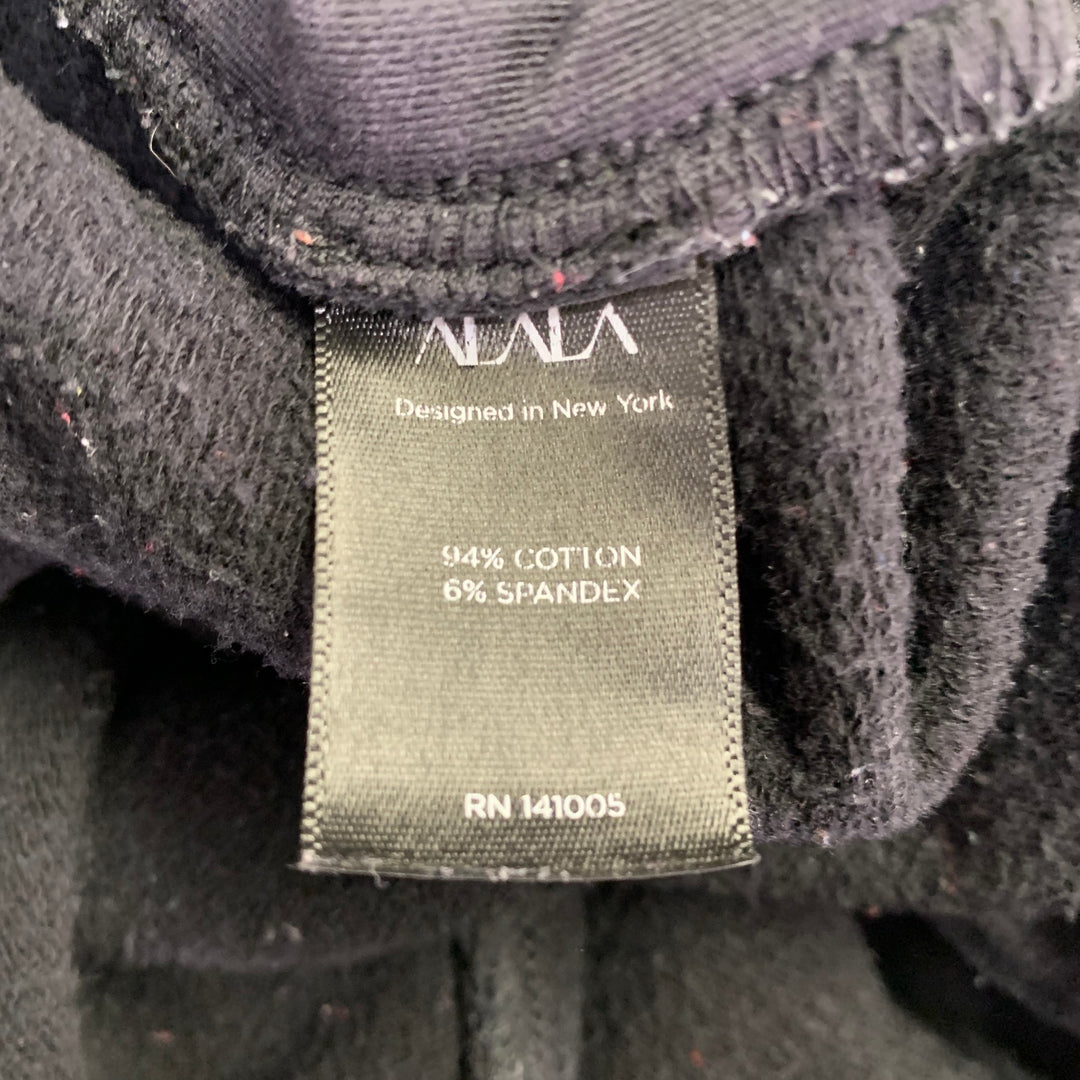 ALALA
Designed in New York
94% COTTON
6% SPANDEX
RN 141005